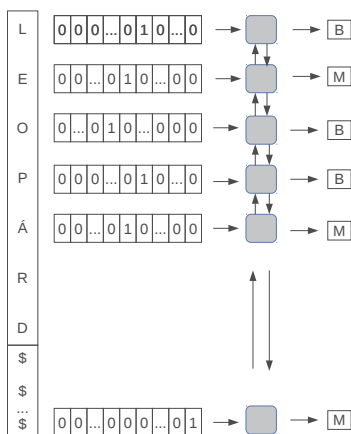 L 0 0 0 ... 0 1 0 ... 0 B
E 0 0 ... 0 1 0 ... 0 0 M
O 0 ... 0 1 0 ... 0 0 0 B
P 0 0 0 ... 0 1 0 ... 0 B
Á 0 0 ... 0 1 0 ... 0 0 M
R
D
$
$
...
$ 0 0 ... 0 0 0 ... 0 1 M